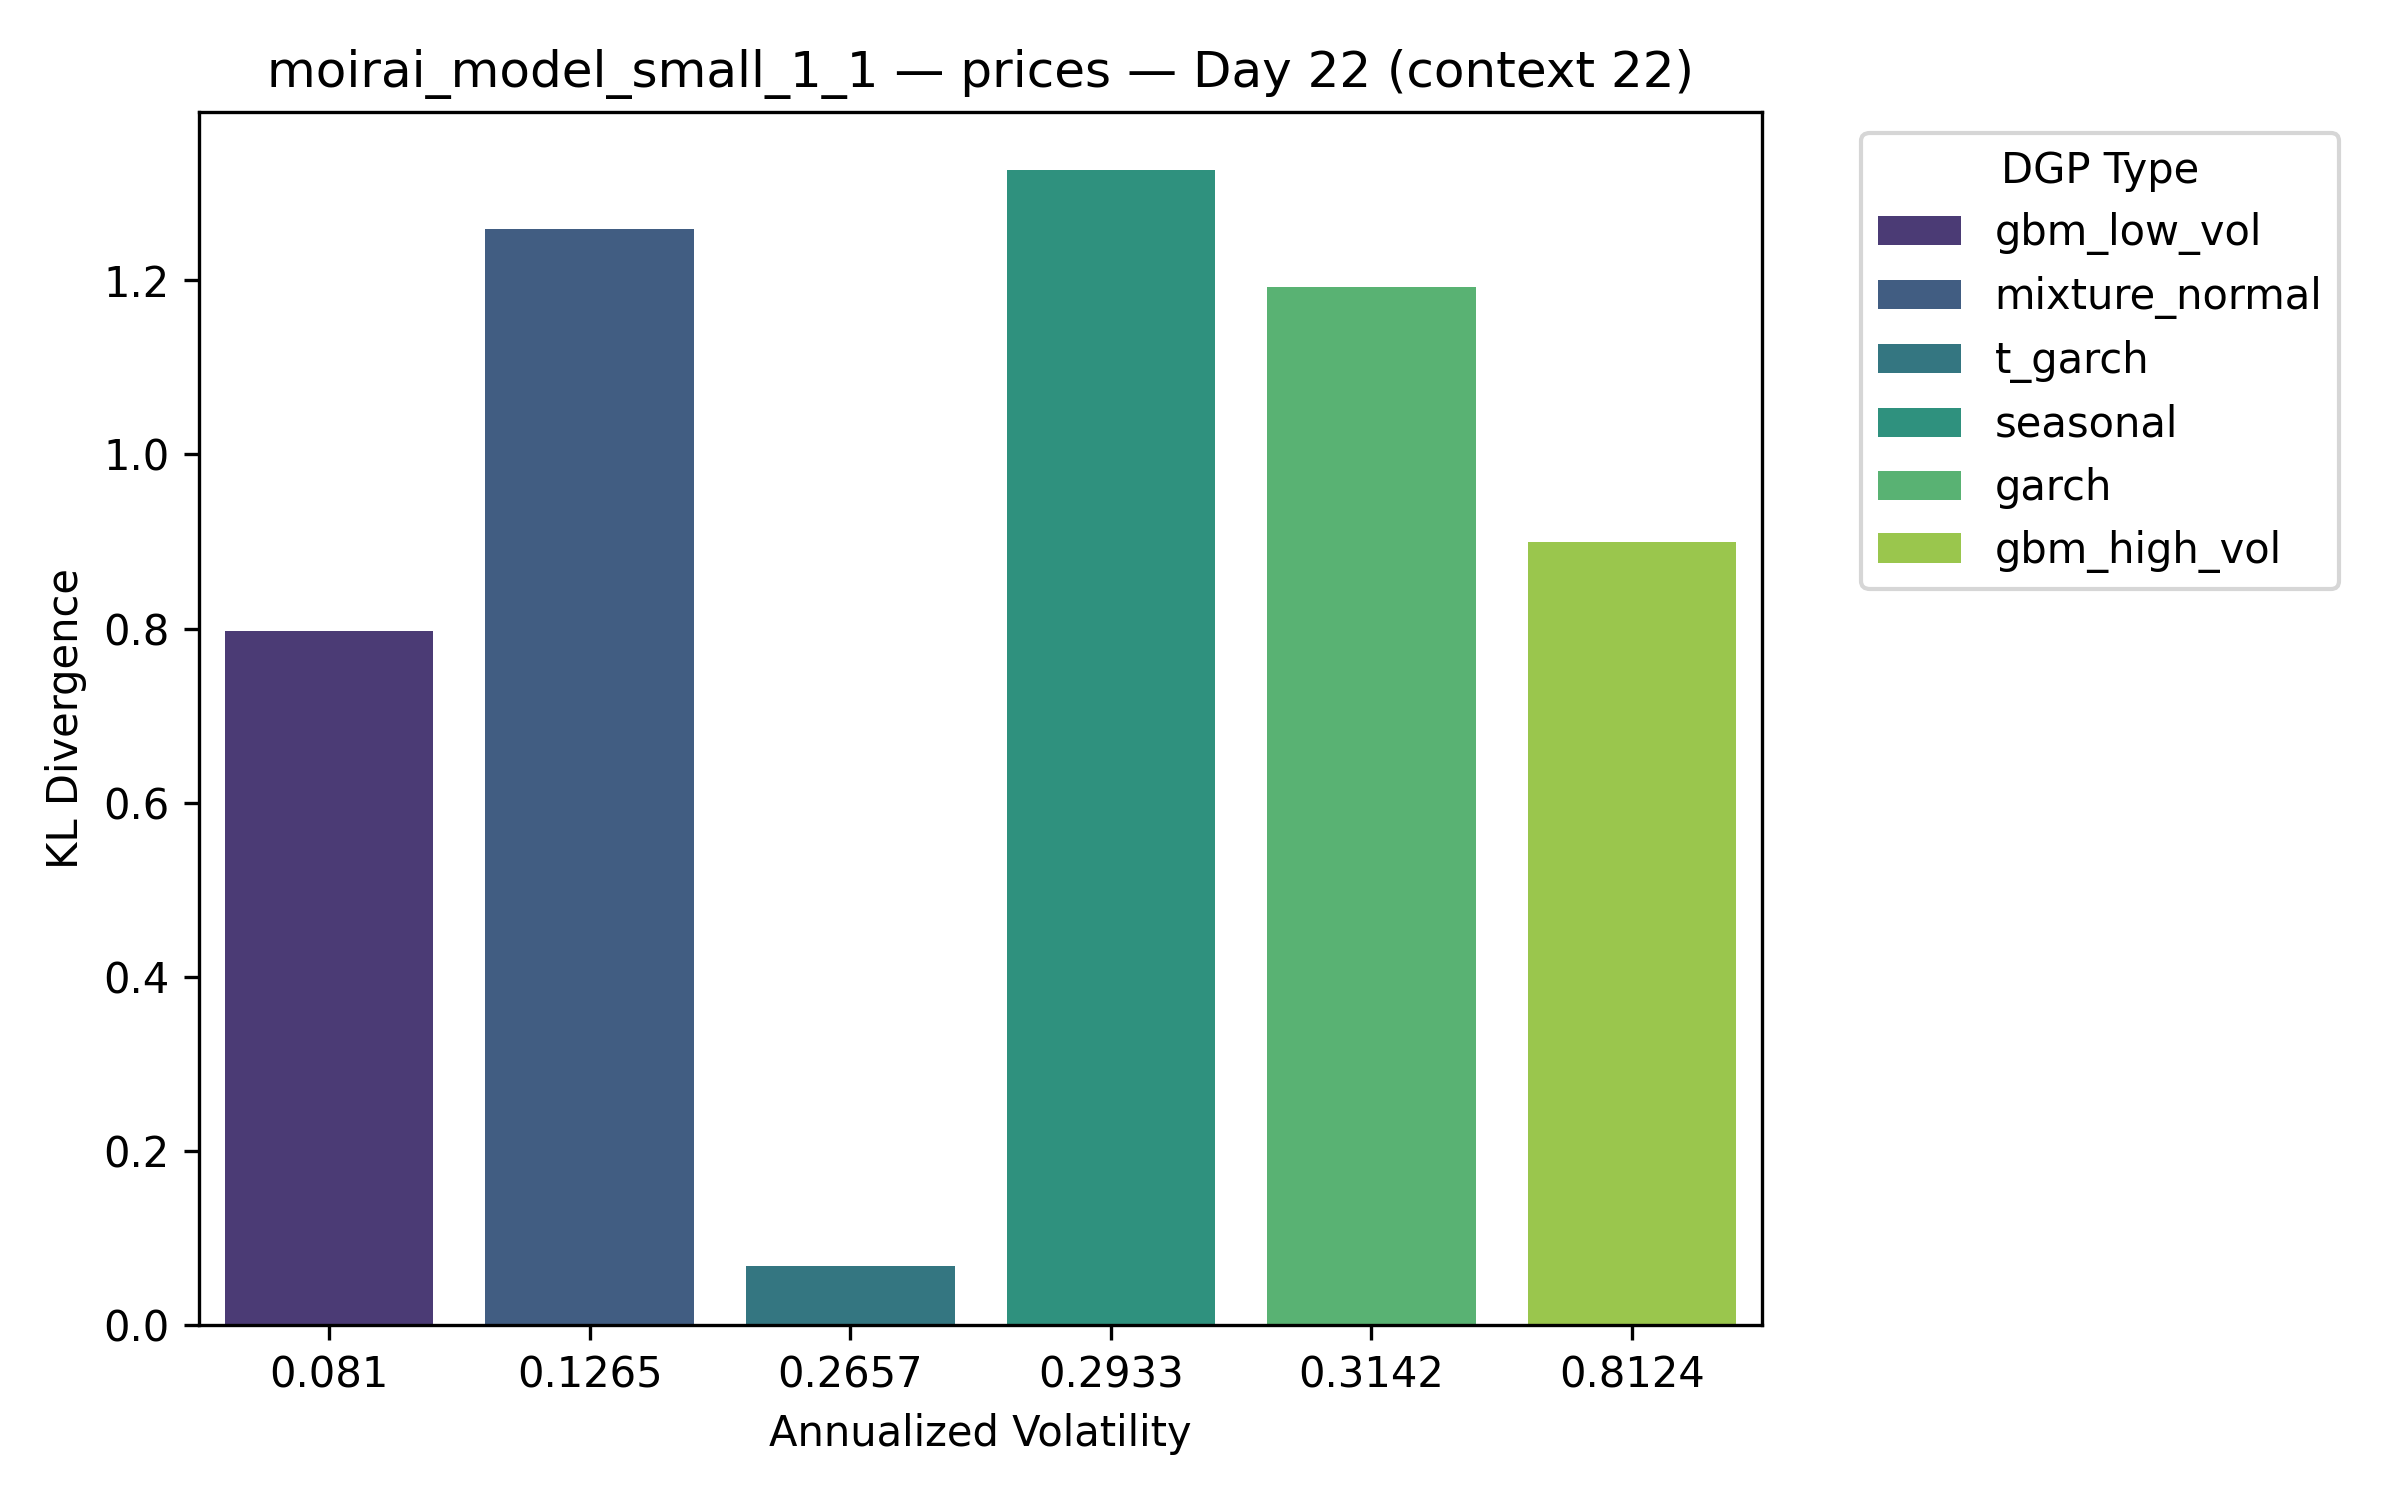 moirai_model_small_1_1 — prices — Day 22 (context 22)
KL Divergence
1.2
1.0
0.8
0.6
0.4
0.2
0.0
0.081 0.1265 0.2657 0.2933 0.3142 0.8124
Annualized Volatility
DGP Type
gbm_low_vol
mixture_normal
t_garch
seasonal
garch
gbm_high_vol